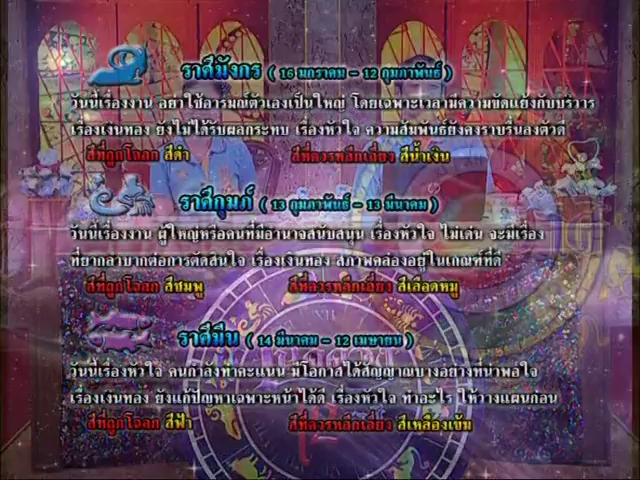 ราศีมังกร ( 16 มกราคม - 12 กุมภาพันธ์ )
วันนี้เรื่องงาน อย่าใช้อารมณ์ตัวเองเป็นใหญ่ โดยเฉพาะเวลามีความขัดแย้งกับบริวาร
เรื่องเงินทอง ยังไม่ได้รับผลกระทบ เรื่องหัวใจ ความสัมพันธ์ยังคงราบรื่นลงตัวดี
สีที่ถูกโฉลก สีดำ สีที่ควรหลีกเลี่ยง สีน้ำเงิน
ราศีกุมภ์ ( 13 กุมภาพันธ์ - 13 มีนาคม )
วันนี้เรื่องงาน ผู้ใหญ่หรือคนที่มีอำนาจสนับสนุน เรื่องหัวใจ ไม่เด่น จะมีเรื่อง
ที่ยากลำบากต่อการตัดสินใจ เรื่องเงินทอง สภาพคล่องอยู่ในเกณฑ์ที่ดี
สีที่ถูกโฉลก สีชมพู สีที่ควรหลีกเลี่ยง สีเลือดหมู
ราศีมีน ( 14 มีนาคม - 12 เมษายน )
วันนี้เรื่องหัวใจ คนกำลังทำคะแนน มีโอกาสได้สัญญาณบางอย่างที่น่าพอใจ
เรื่องเงินทอง ยังแก้ปัญหาเฉพาะหน้าได้ดี เรื่องหัวใจ ทำอะไร ให้วางแผนก่อน
สีที่ถูกโฉลก สีฟ้า สีที่ควรหลีกเลี่ยง สีเหลืองเข้ม